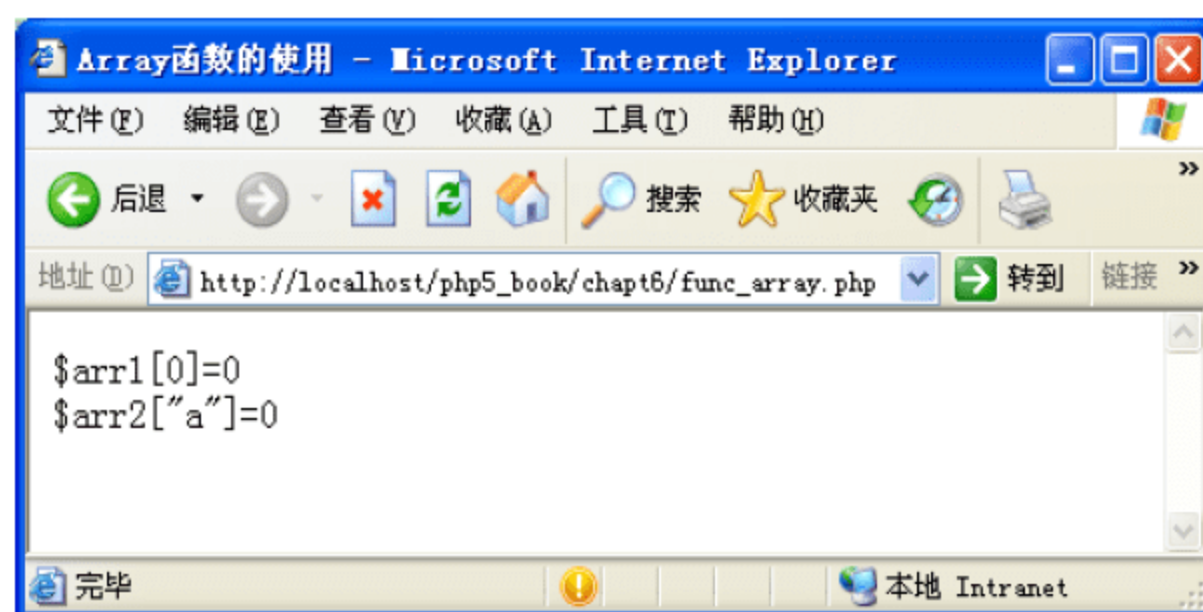 Array函数的使用 - Microsoft Internet Explorer
文件(F) 编辑(E) 查看(V) 收藏(A) 工具(T) 帮助(H)
后退 搜索 收藏夹 »
地址(D) http://localhost/php5_book/chapt6/func_array.php 转到 链接 »
$arr1[0]=0
$arr2["a"]=0
完毕 本地 Intranet